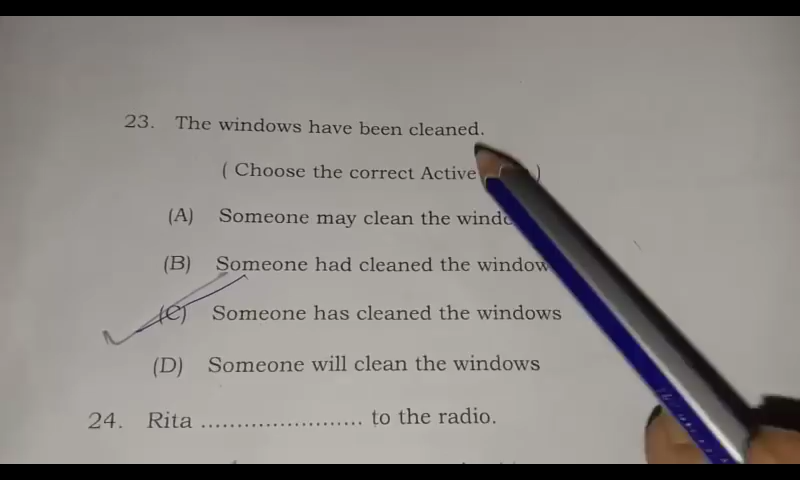 23. The windows have been cleaned.
( Choose the correct Active )
(A) Someone may clean the
(B) Someone had cleaned the window
(C) Someone has cleaned the windows
(D) Someone will clean the windows
24. Rita ........................ to the radio.